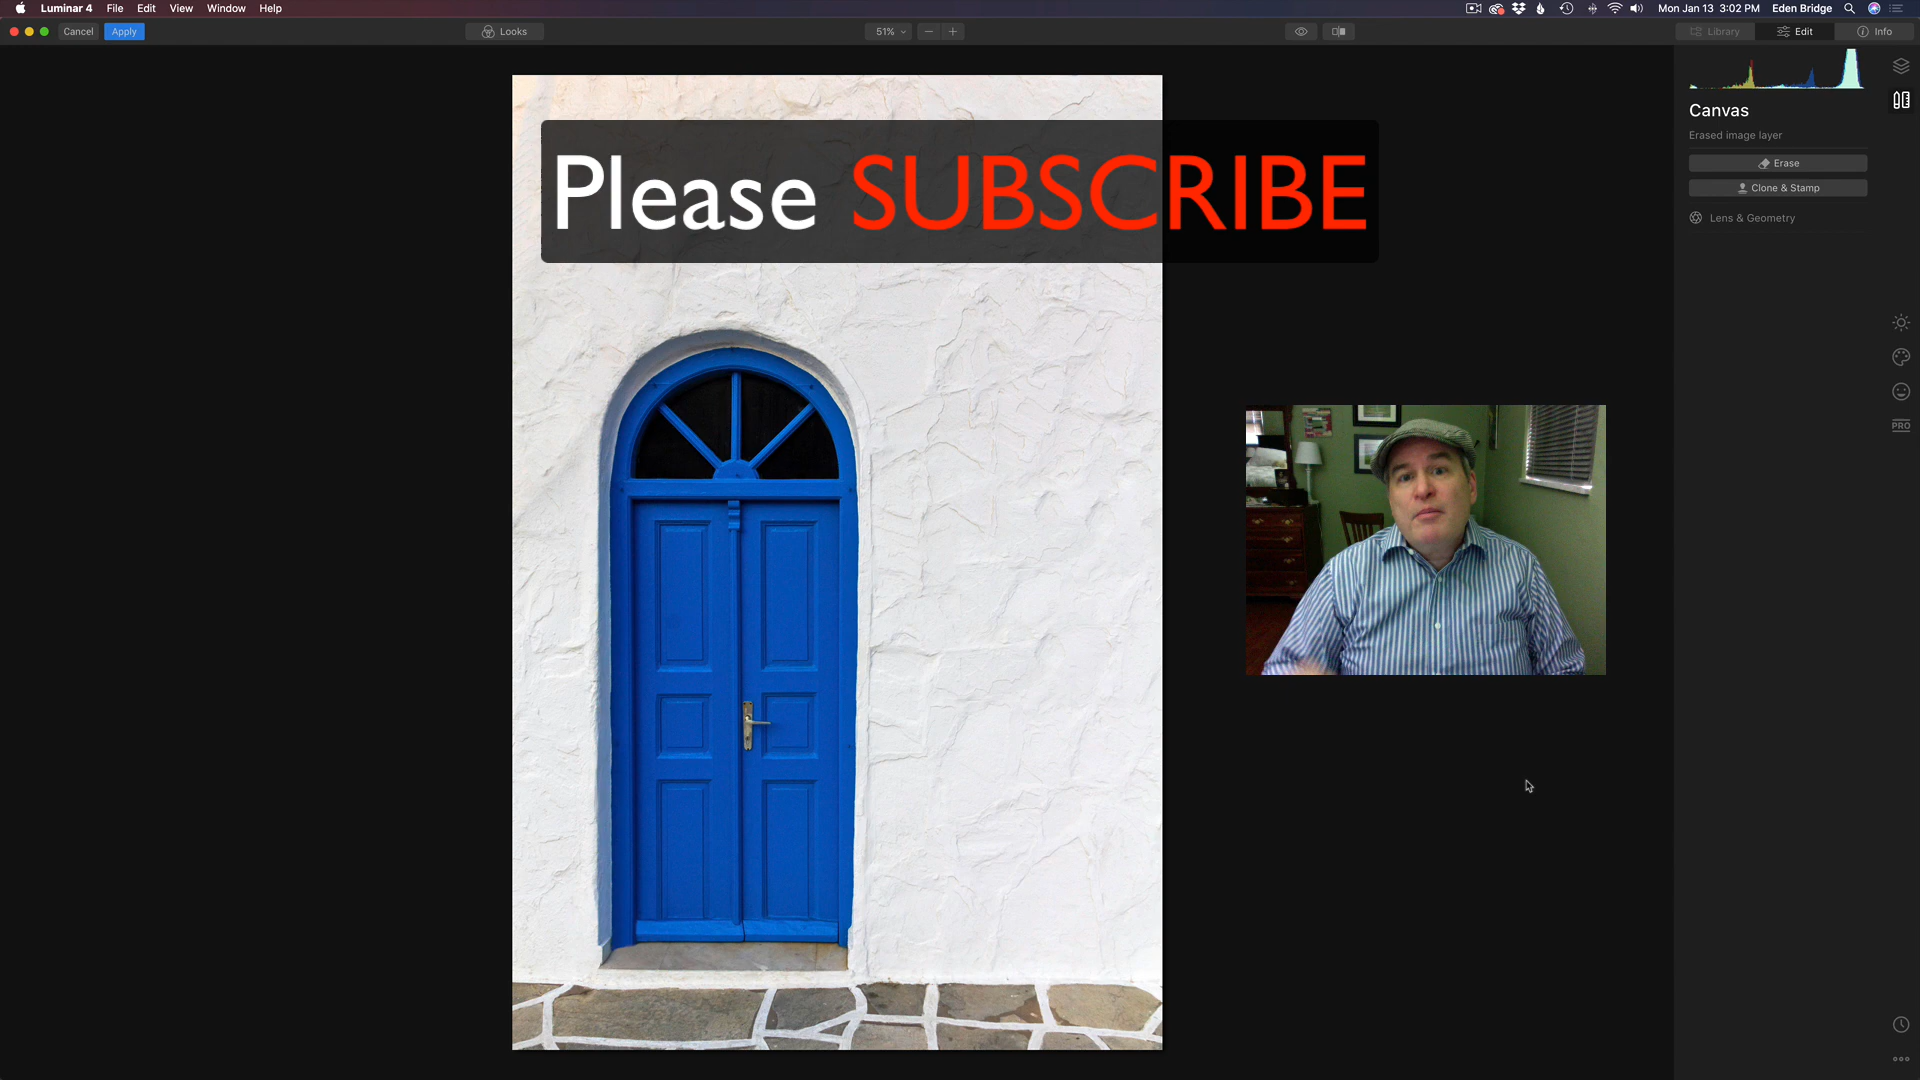 Luminar 4 File Edit View Window Help Mon Jan 13 3:02 PM Eden Bridge
Cancel Apply Looks 51% Library Edit Info
Please SUBSCRIBE
Canvas
Erased image layer
Erase
Clone & Stamp
Lens & Geometry
PRO